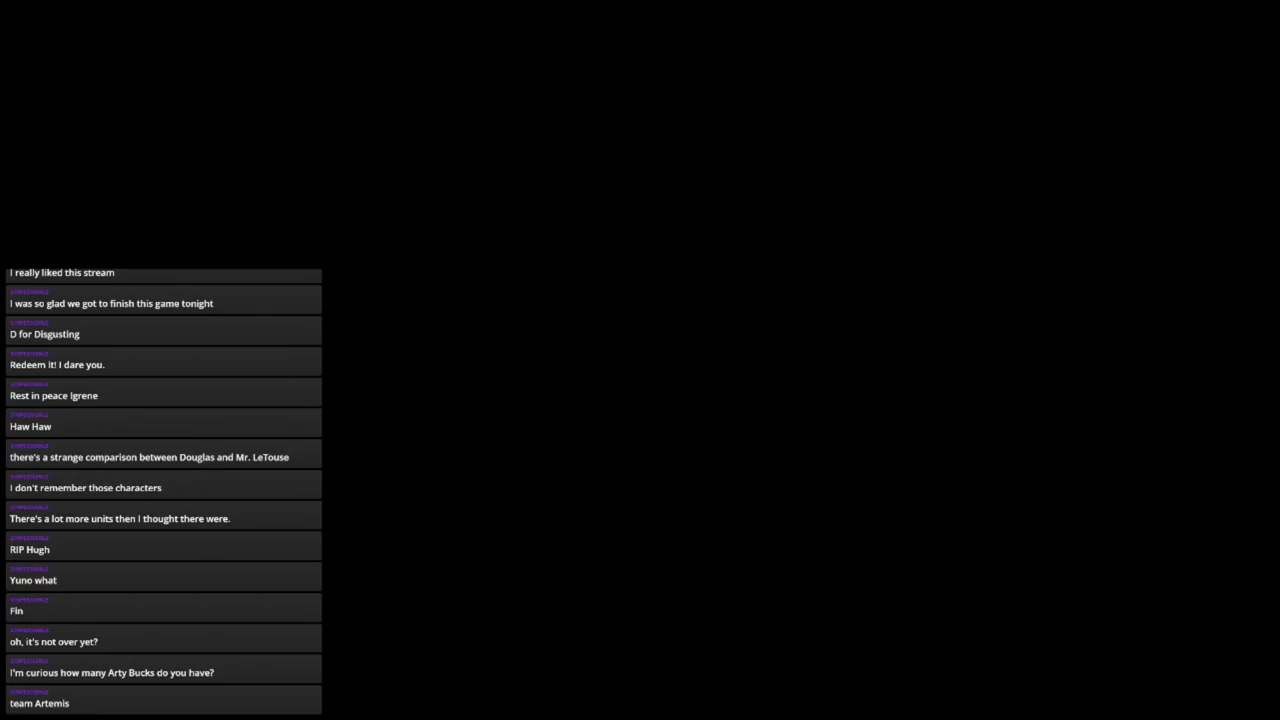 I really liked this stream
I was so glad we got to finish this game tonight
D for Disgusting
Redeem it! I dare you.
Rest in peace Igrene
Haw Haw
there's a strange comparison between Douglas and Mr. LeTouse
I don't remember those characters
There's a lot more units then I thought there were.
RIP Hugh
Yuno what
Fin
oh, it's not over yet?
I'm curious how many Arty Bucks do you have?
team Artemis